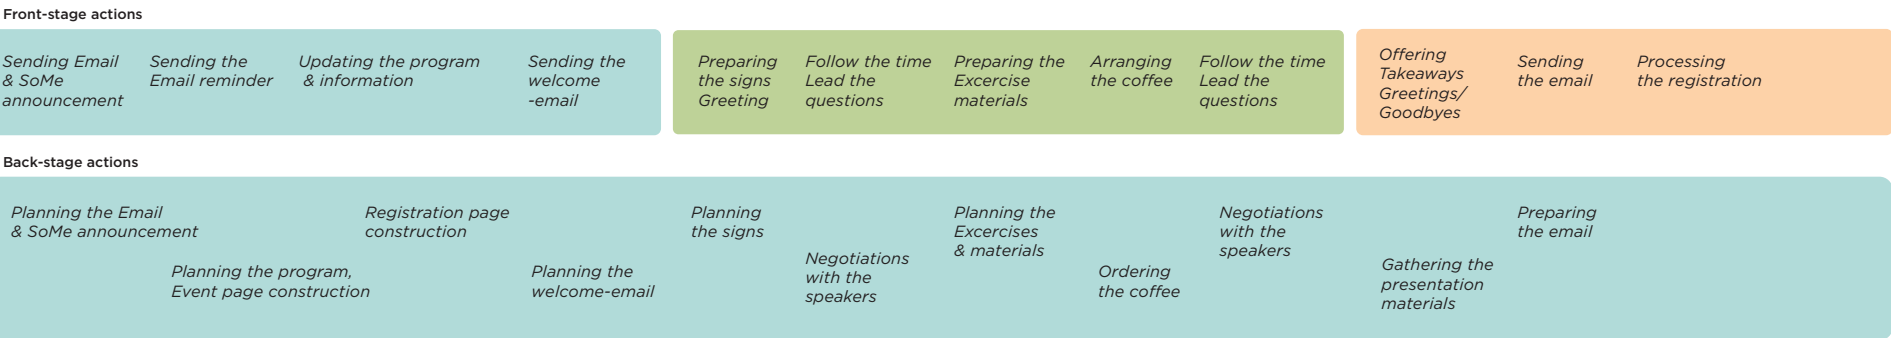 Front-stage actions
Sending Email
& SoMe
announcement
Sending the
Email reminder
Updating the program
& information
Sending the
welcome
-email
Preparing
the signs
Greeting
Follow the time
Lead the
questions
Preparing the
Excercise
materials
Arranging
the coffee
Follow the time
Lead the
questions
Offering
Takeaways
Greetings/
Goodbyes
Sending
the email
Processing
the registration
Back-stage actions
Planning the Email
& SoMe announcement
Planning the program,
Event page construction
Registration page
construction
Planning the
welcome-email
Planning
the signs
Negotiations
with the
speakers
Planning the
Excercises
& materials
Ordering
the coffee
Negotiations
with the
speakers
Gathering the
presentation
materials
Preparing
the email